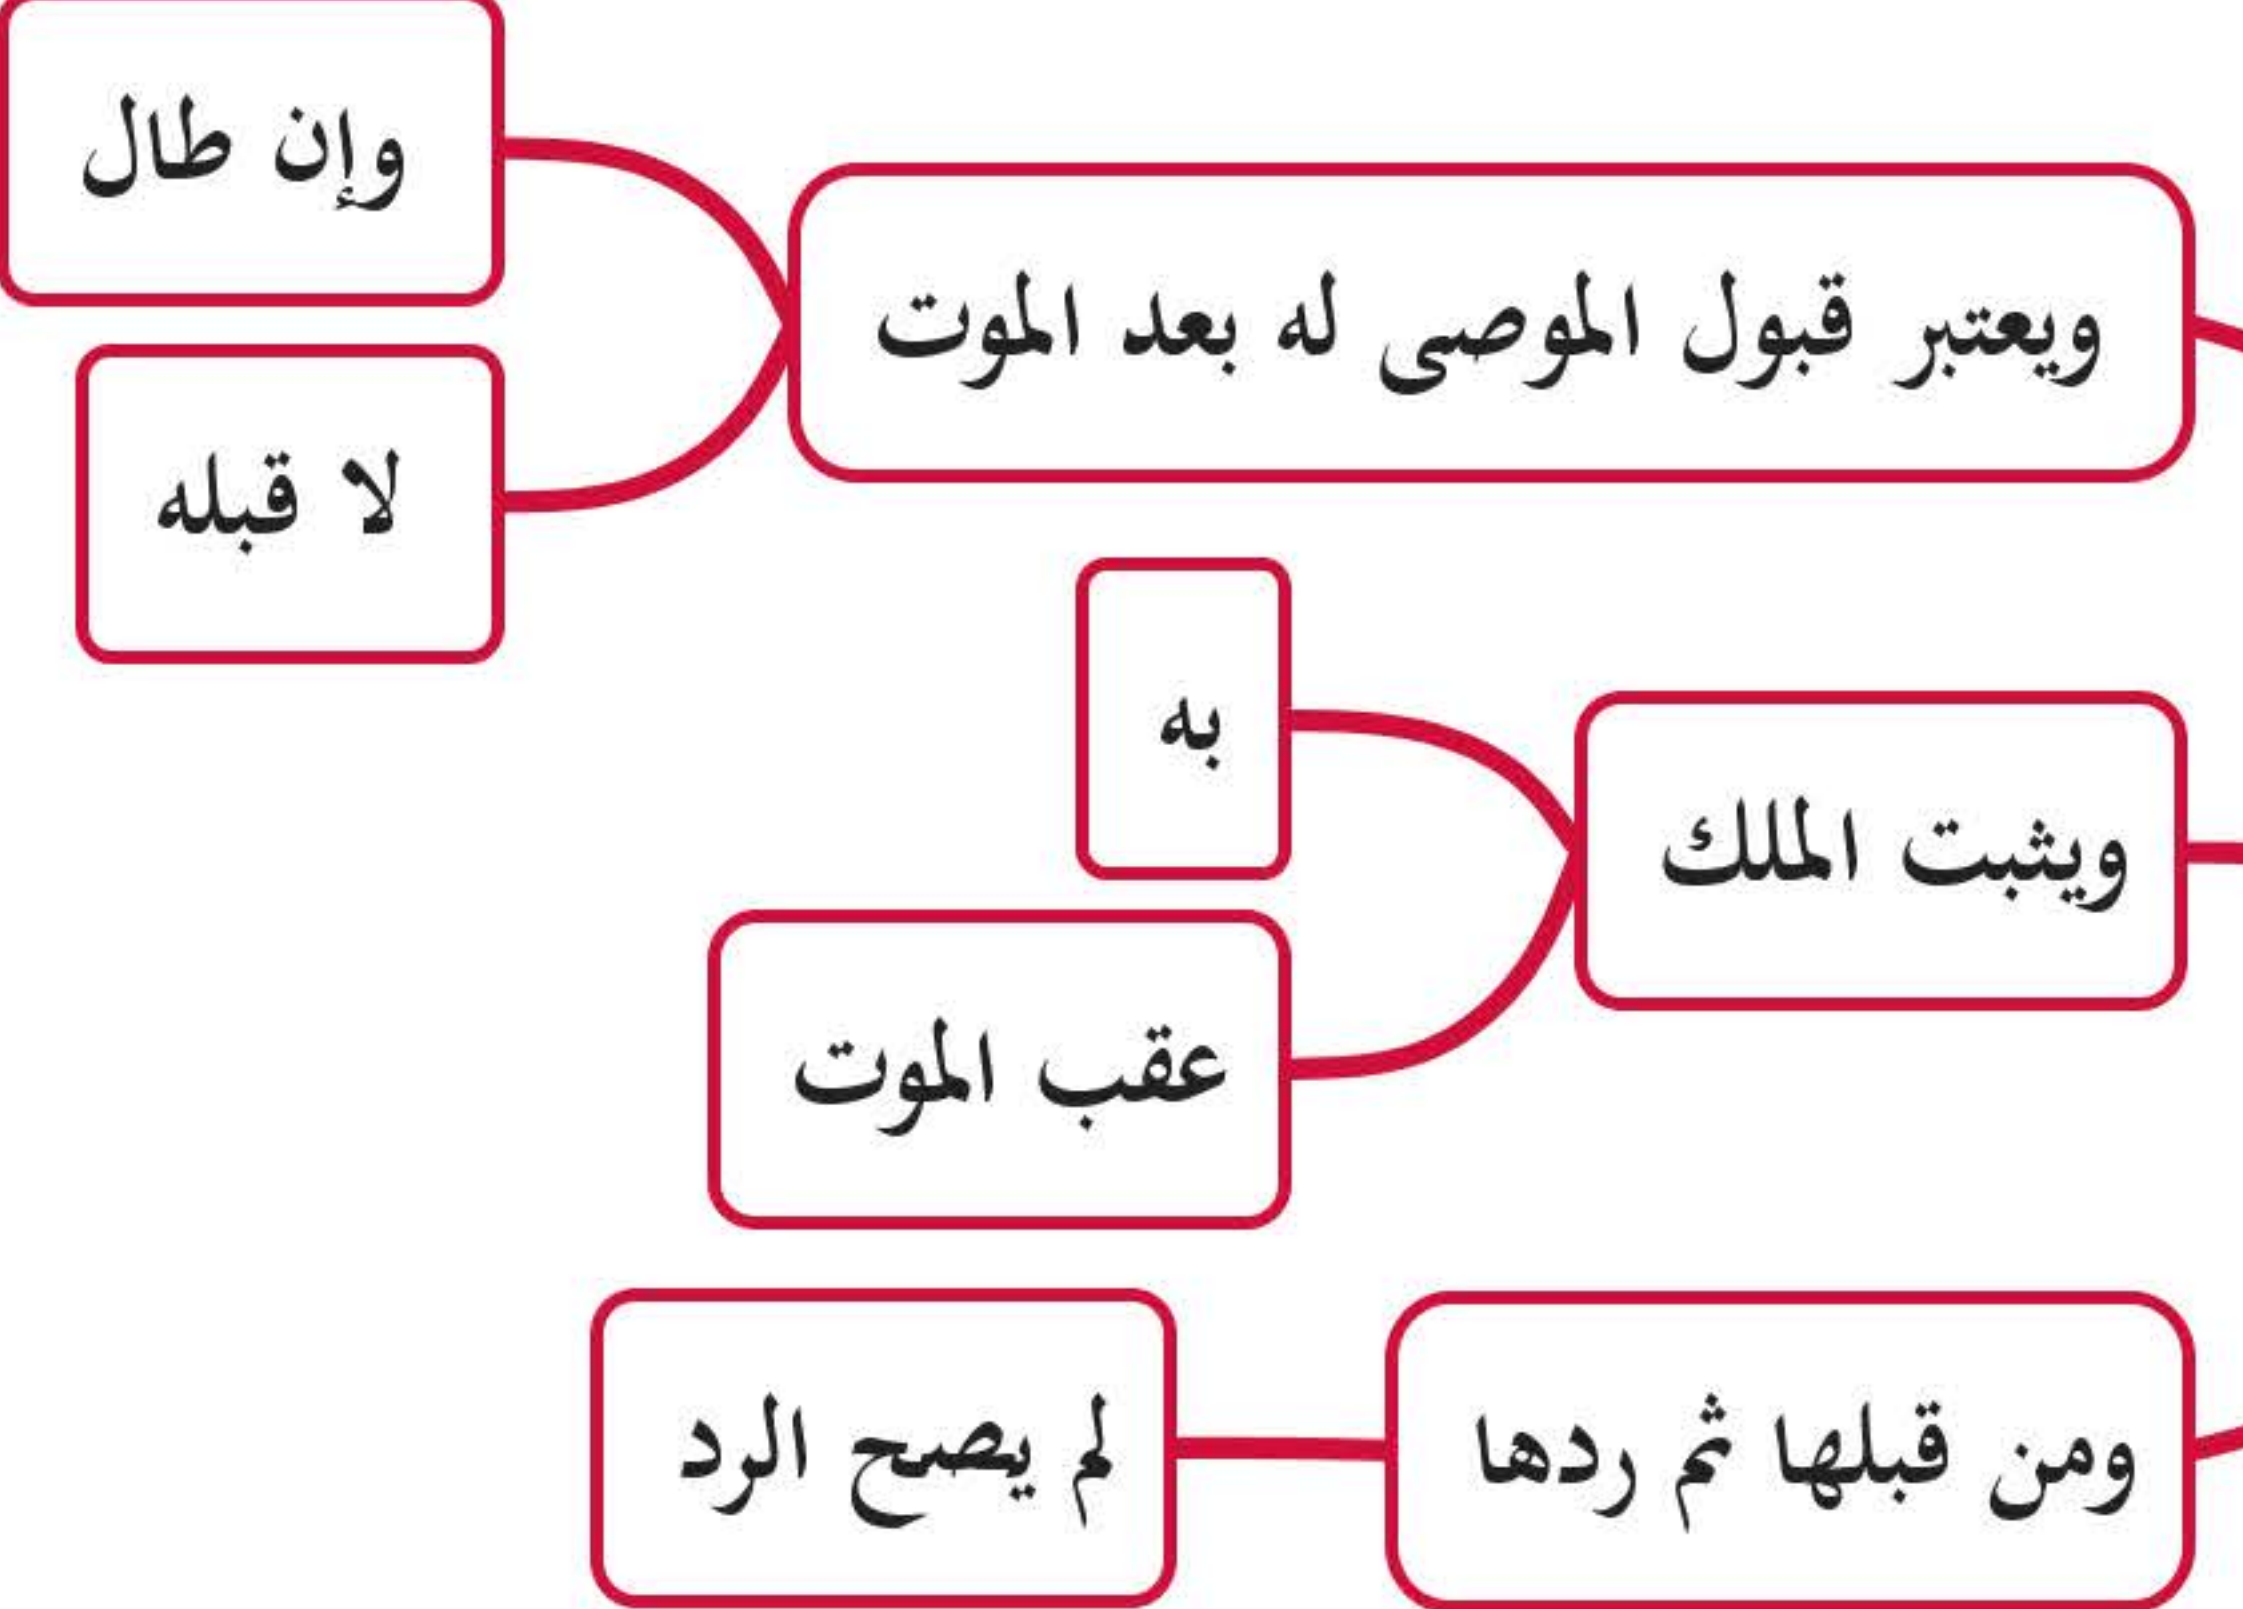 ويعتبر قبول الموصى له بعد الموت
وإن طال
لا قبله
ويثبت الملك
به
عقب الموت
ومن قبلها ثم ردها
لم يصح الرد